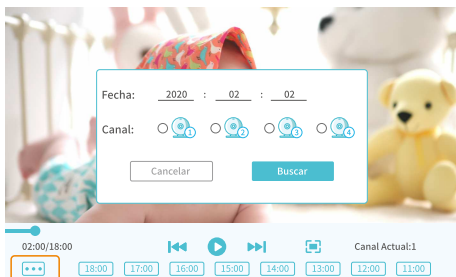 Fecha: 2020 : 02 : 02
Canal: 1 2 3 4
Cancelar Buscar
02:00/18:00 Canal Actual:1
18:00 17:00 16:00 15:00 14:00 13:00 12:00 11:00